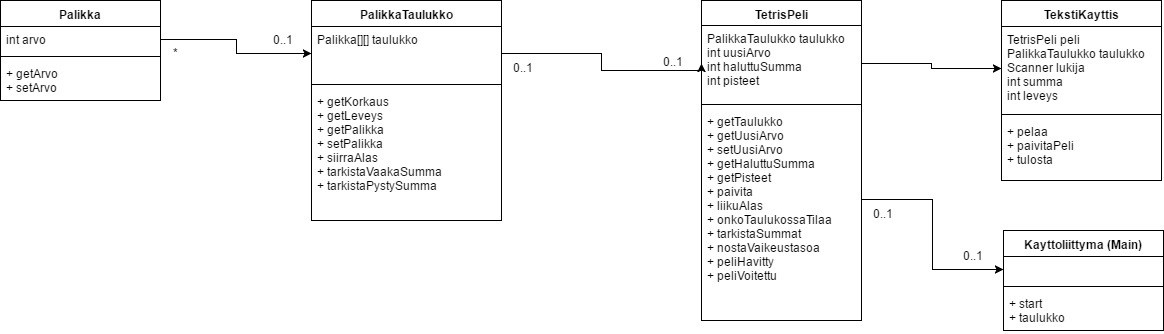 Palikka
int arvo
+ getArvo
+ setArvo
*
0..1
PalikkaTaulukko
Palikka[][] taulukko
+ getKorkaus
+ getLeveys
+ getPalikka
+ setPalikka
+ siirraAlas
+ tarkistaVaakaSumma
+ tarkistaPystySumma
0..1
0..1
TetrisPeli
PalikkaTaulukko taulukko
int uusiArvo
int haluttuSumma
int pisteet
+ getTaulukko
+ getUusiArvo
+ setUusiArvo
+ getHaluttuSumma
+ getPisteet
+ paivita
+ liikuAlas
+ onkoTaulukossaTilaa
+ tarkistaSummat
+ nostaVaikeustasoa
+ peliHavitty
+ peliVoitettu
0..1
0..1
TekstiKayttis
TetrisPeli peli
PalikkaTaulukko taulukko
Scanner lukija
int summa
int leveys
+ pelaa
+ paivitaPeli
+ tulosta
Kayttoliittyma (Main)
+ start
+ taulukko